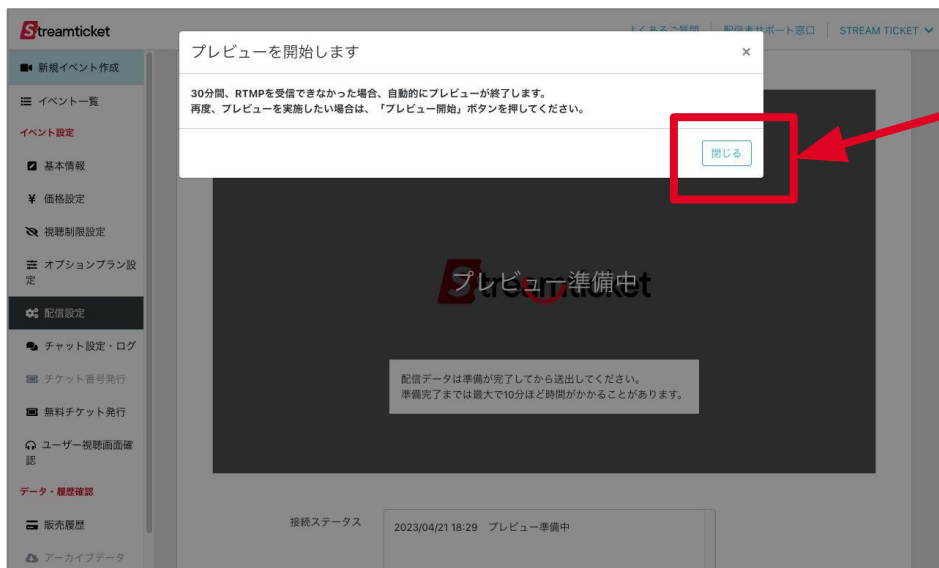 Streamticket
よくあるご質問
配信者サポート窓口
STREAM TICKET
新規イベント作成
イベント一覧
イベント設定
基本情報
¥ 価格設定
視聴制限設定
オプションプラン設
定
配信設定
チャット設定・ログ
チケット番号発行
無料チケット発行
ユーザー視聴画面確
認
データ・履歴確認
販売履歴
アーカイブデータ
プレビューを開始します
×
30分間、RTMPを受信できなかった場合、自動的にプレビューが終了します。
再度、プレビューを実施したい場合は、「プレビュー開始」ボタンを押してください。
閉じる
Streamticket
プレビュー準備中
配信データは準備が完了してから送出してください。
準備完了までは最大で10分ほど時間がかかることがあります。
接続ステータス
2023/04/21 18:29 プレビュー準備中